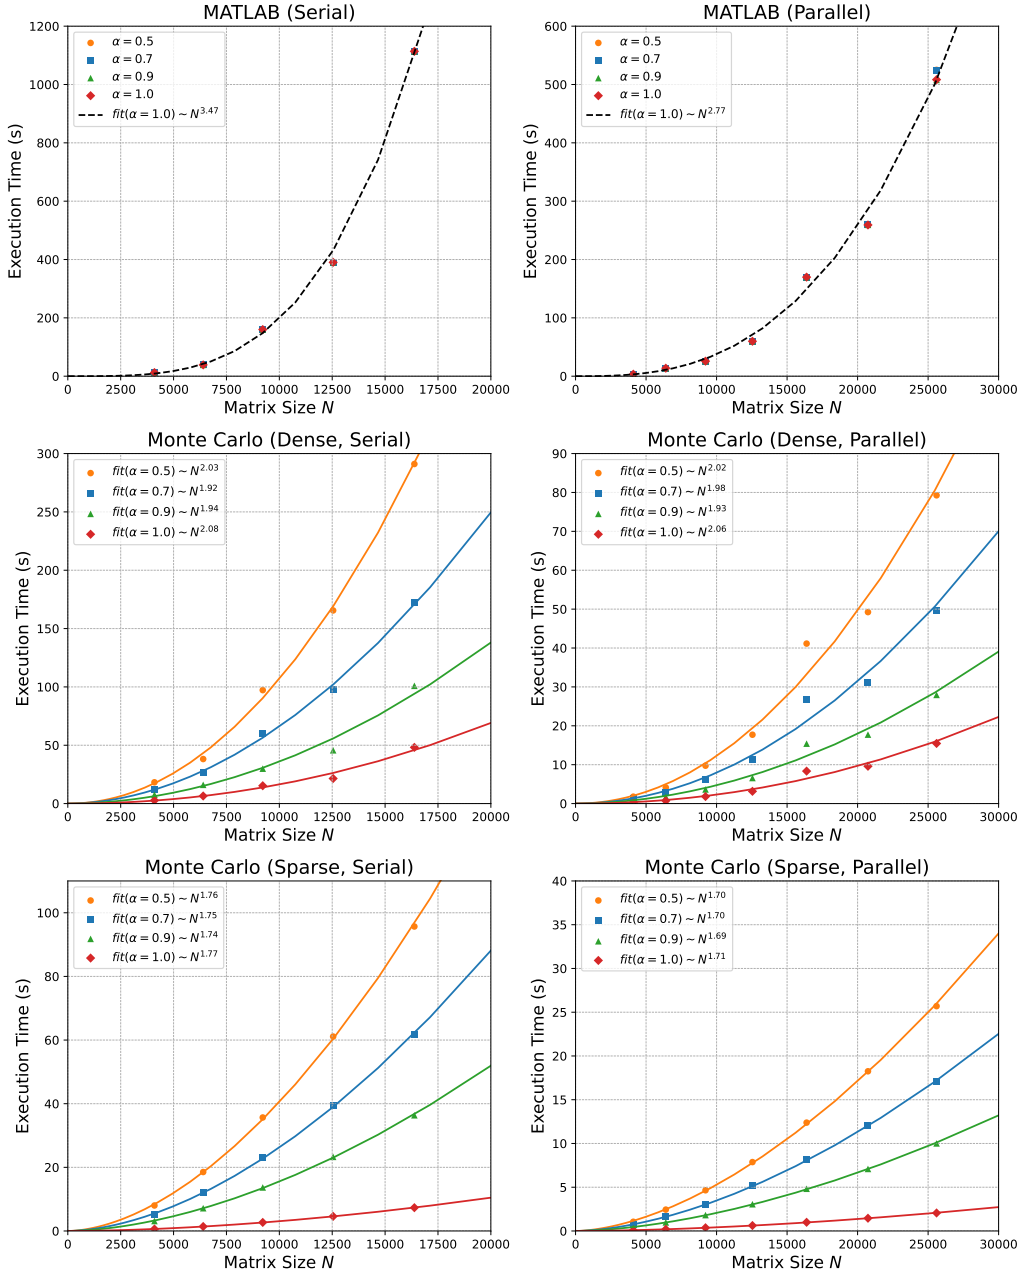 MATLAB (Serial)
1200
1000
800
600
400
200
0
Execution Time (s)
α = 0.5
α = 0.7
α = 0.9
α = 1.0
fit(α = 1.0) ~ N^3.47
0 2500 5000 7500 10000 12500 15000 17500 20000
Matrix Size N
MATLAB (Parallel)
600
500
400
300
200
100
0
Execution Time (s)
α = 0.5
α = 0.7
α = 0.9
α = 1.0
fit(α = 1.0) ~ N^2.77
0 5000 10000 15000 20000 25000 30000
Matrix Size N
Monte Carlo (Dense, Serial)
300
250
200
150
100
50
0
Execution Time (s)
fit(α = 0.5) ~ N^2.03
fit(α = 0.7) ~ N^1.92
fit(α = 0.9) ~ N^1.94
fit(α = 1.0) ~ N^2.08
0 2500 5000 7500 10000 12500 15000 17500 20000
Matrix Size N
Monte Carlo (Dense, Parallel)
90
80
70
60
50
40
30
20
10
0
Execution Time (s)
fit(α = 0.5) ~ N^2.02
fit(α = 0.7) ~ N^1.98
fit(α = 0.9) ~ N^1.93
fit(α = 1.0) ~ N^2.06
0 5000 10000 15000 20000 25000 30000
Matrix Size N
Monte Carlo (Sparse, Serial)
100
80
60
40
20
0
Execution Time (s)
fit(α = 0.5) ~ N^1.76
fit(α = 0.7) ~ N^1.75
fit(α = 0.9) ~ N^1.74
fit(α = 1.0) ~ N^1.77
0 2500 5000 7500 10000 12500 15000 17500 20000
Matrix Size N
Monte Carlo (Sparse, Parallel)
40
35
30
25
20
15
10
5
0
Execution Time (s)
fit(α = 0.5) ~ N^1.70
fit(α = 0.7) ~ N^1.70
fit(α = 0.9) ~ N^1.69
fit(α = 1.0) ~ N^1.71
0 5000 10000 15000 20000 25000 30000
Matrix Size N